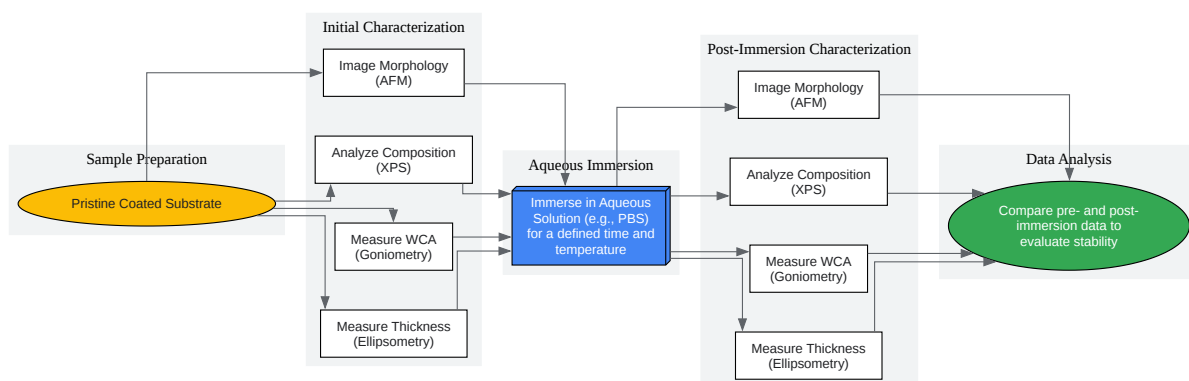 Sample Preparation
Pristine Coated Substrate
Initial Characterization
Image Morphology
(AFM)
Analyze Composition
(XPS)
Measure WCA
(Goniometry)
Measure Thickness
(Ellipsometry)
Aqueous Immersion
Immerse in Aqueous
Solution (e.g., PBS)
for a defined time and
temperature
Post-Immersion Characterization
Image Morphology
(AFM)
Analyze Composition
(XPS)
Measure WCA
(Goniometry)
Measure Thickness
(Ellipsometry)
Data Analysis
Compare pre- and post-
immersion data to
evaluate stability